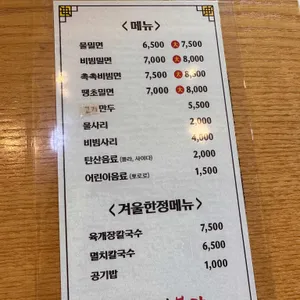 <메뉴>
물밀면 6,500 大 7,500
비빔밀면 7,000 大 8,000
촉촉비빔면 7,500 大 8,500
땡초밀면 7,000 大 8,000
만두 5,500
물사리 2,000
비빔사리 4,000
탄산음료 (콜라, 사이다) 2,000
어린이음료 (뽀로로) 1,500
<겨울한정메뉴>
육개장칼국수 7,500
멸치칼국수 6,500
공기밥 1,000